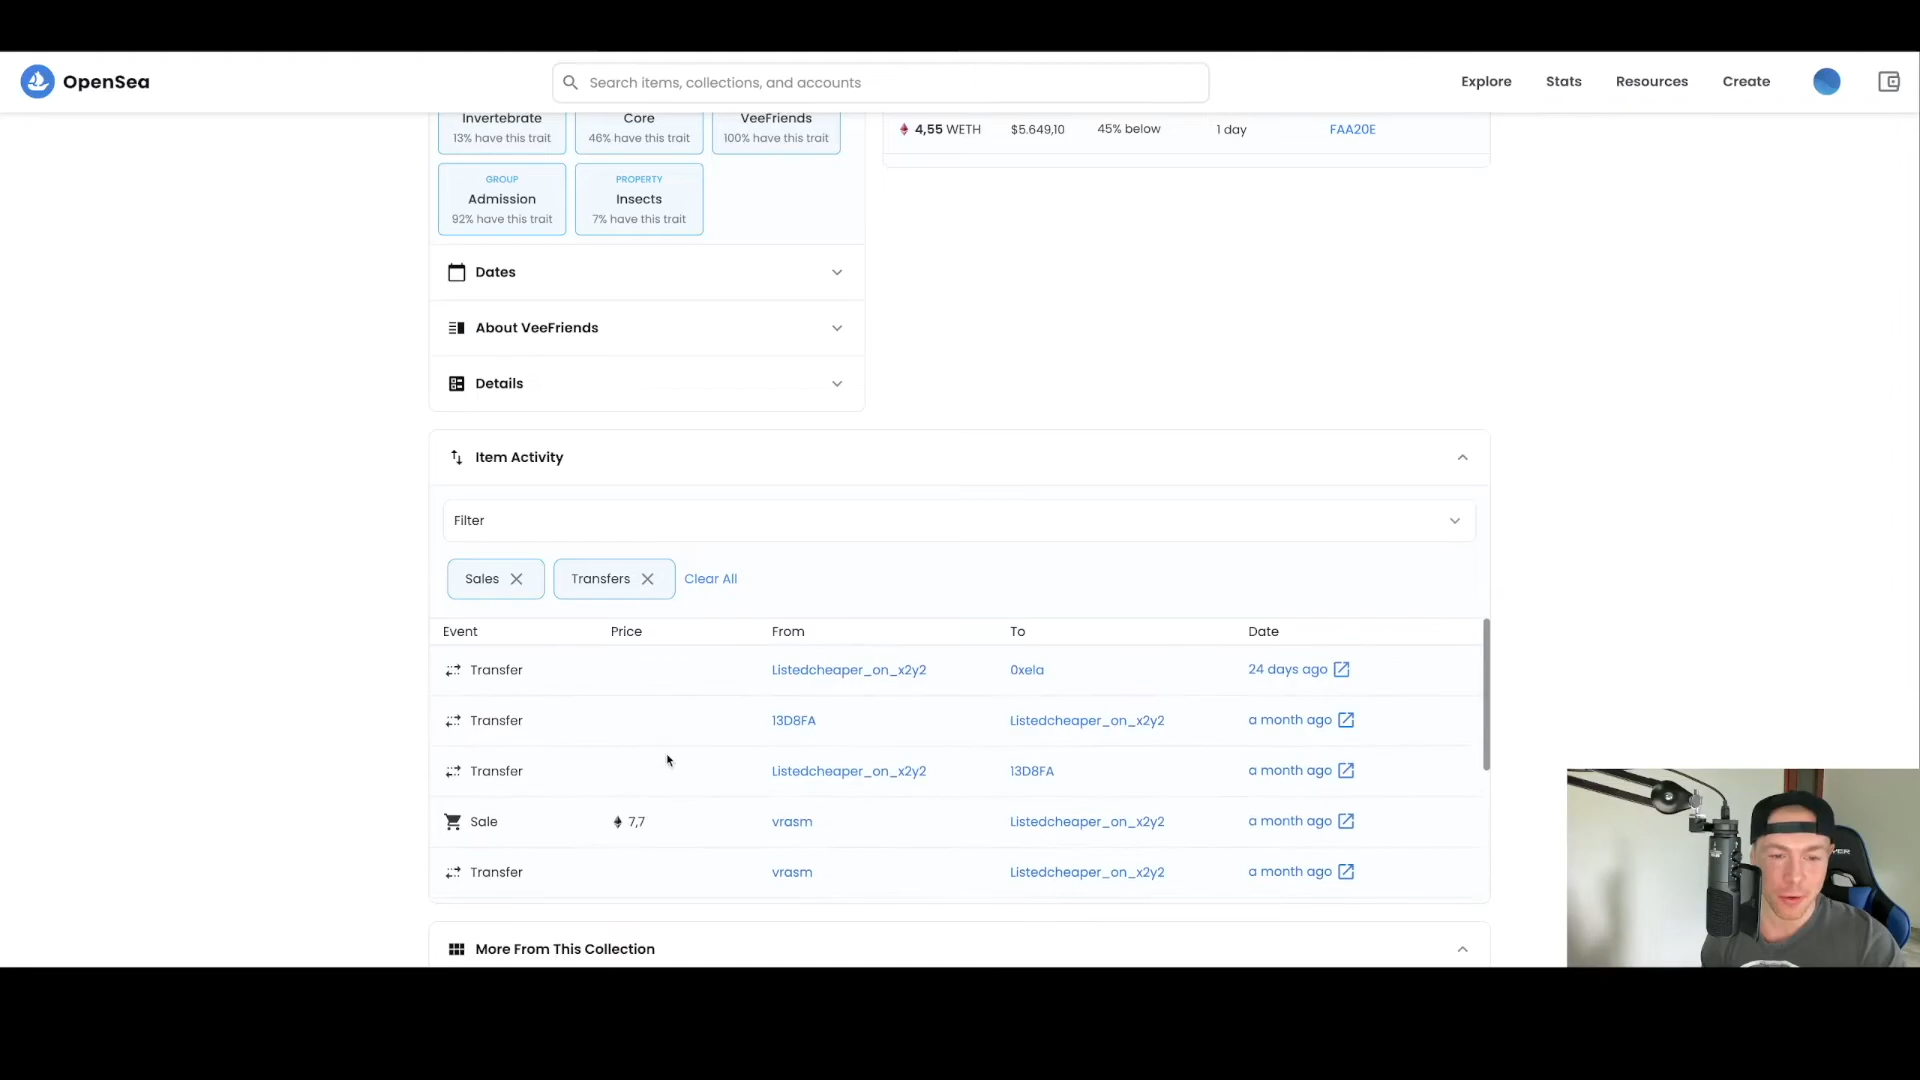 OpenSea
Search items, collections, and accounts
Explore
Stats
Resources
Create
Invertebrate
13% have this trait
Core
46% have this trait
VeeFriends
100% have this trait
4,55 WETH $5.649,10 45% below 1 day FAA20E
GROUP
Admission
92% have this trait
PROPERTY
Insects
7% have this trait
Dates
About VeeFriends
Details
Item Activity
Filter
Sales Transfers Clear All
Event Price From To Date
Transfer Listedcheaper_on_x2y2 0xela 24 days ago
Transfer 13D8FA Listedcheaper_on_x2y2 a month ago
Transfer Listedcheaper_on_x2y2 13D8FA a month ago
Sale 7,7 vrasm Listedcheaper_on_x2y2 a month ago
Transfer vrasm Listedcheaper_on_x2y2 a month ago
More From This Collection